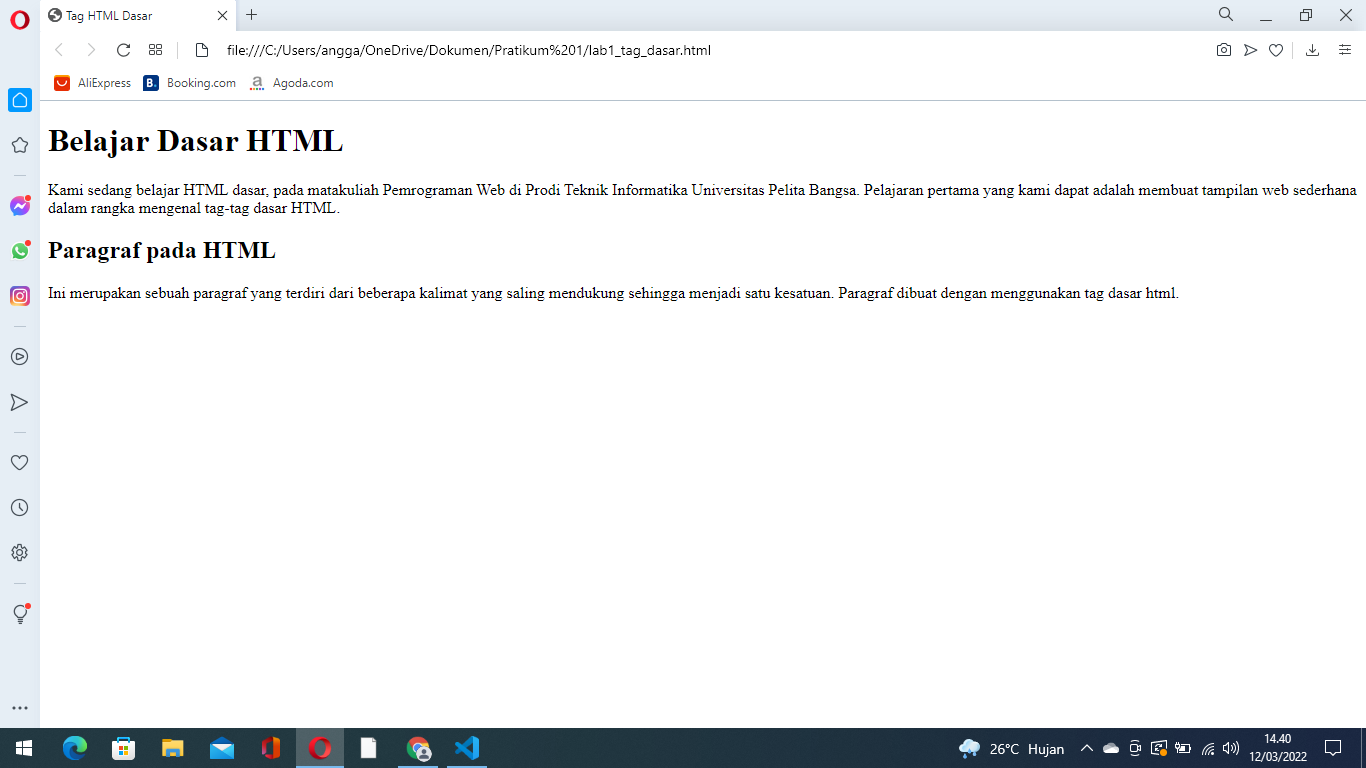 Tag HTML Dasar
file:///C:/Users/angga/OneDrive/Dokumen/Pratikum%201/lab1_tag_dasar.html
AliExpress B. Booking.com a Agoda.com
Belajar Dasar HTML
Kami sedang belajar HTML dasar, pada matakuliah Pemrograman Web di Prodi Teknik Informatika Universitas Pelita Bangsa. Pelajaran pertama yang kami dapat adalah membuat tampilan web sederhana
dalam rangka mengenal tag-tag dasar HTML.
Paragraf pada HTML
Ini merupakan sebuah paragraf yang terdiri dari beberapa kalimat yang saling mendukung sehingga menjadi satu kesatuan. Paragraf dibuat dengan menggunakan tag dasar html.
26°C Hujan
14.40
12/03/2022